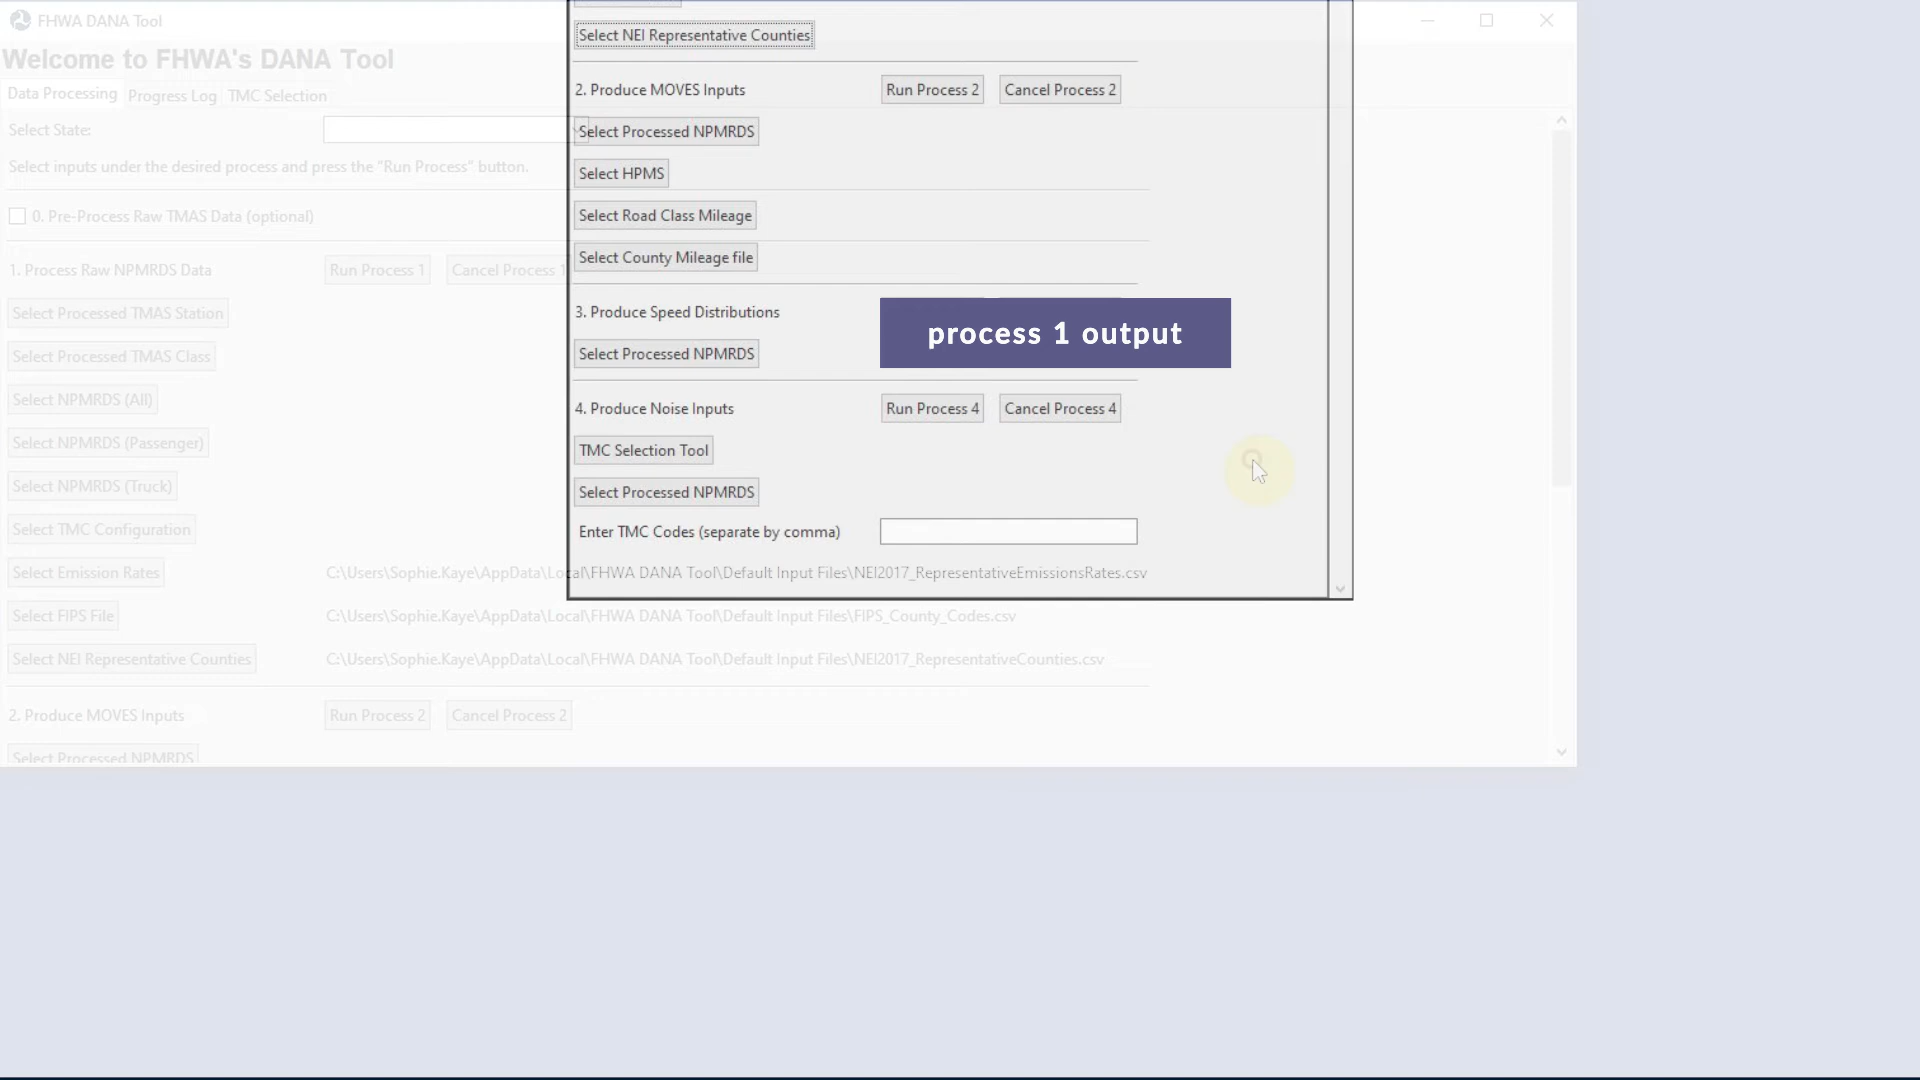 FHWA DANA Tool
Welcome to FHWA's DANA Tool
Data Processing Progress Log TMC Selection
Select State:
Select inputs under the desired process and press the "Run Process" button.
0. Pre-Process Raw TMAS Data (optional)
1. Process Raw NPMRDS Data Run Process 1 Cancel Process 1
Select Processed TMAS Station
Select Processed TMAS Class
Select NPMRDS (All)
Select NPMRDS (Passenger)
Select NPMRDS (Truck)
Select TMC Configuration
Select Emission Rates C:\Users\Sophie.Kaye\AppData\Local\FHWA DANA Tool\Default Input Files\NEI2017_RepresentativeEmissionsRates.csv
Select FIPS File C:\Users\Sophie.Kaye\AppData\Local\FHWA DANA Tool\Default Input Files\FIPS_County_Codes.csv
Select NEI Representative Counties C:\Users\Sophie.Kaye\AppData\Local\FHWA DANA Tool\Default Input Files\NEI2017_RepresentativeCounties.csv
2. Produce MOVES Inputs Run Process 2 Cancel Process 2
Select Processed NPMRDS
Select NEI Representative Counties
2. Produce MOVES Inputs Run Process 2 Cancel Process 2
Select Processed NPMRDS
Select HPMS
Select Road Class Mileage
Select County Mileage file
3. Produce Speed Distributions
process 1 output
Select Processed NPMRDS
4. Produce Noise Inputs Run Process 4 Cancel Process 4
TMC Selection Tool
Select Processed NPMRDS
Enter TMC Codes (separate by comma)